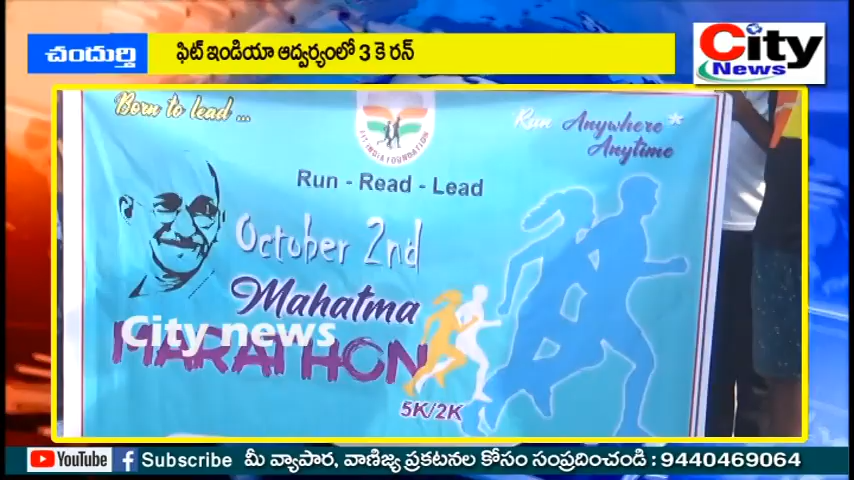 చందుర్తి
ఫిట్ ఇండియా ఆద్వర్యంలో 3 కె రన్
City
News
Born to lead ...
FIT INDIA FOUNDATION
Run Anywhere *
Anytime
Run - Read - Lead
October 2nd
Mahatma
City news
MARATHON
5K/2K
YouTube f Subscribe మీ వ్యాపార, వాణిజ్య ప్రకటనల కోసం సంప్రదించండి : 9440469064